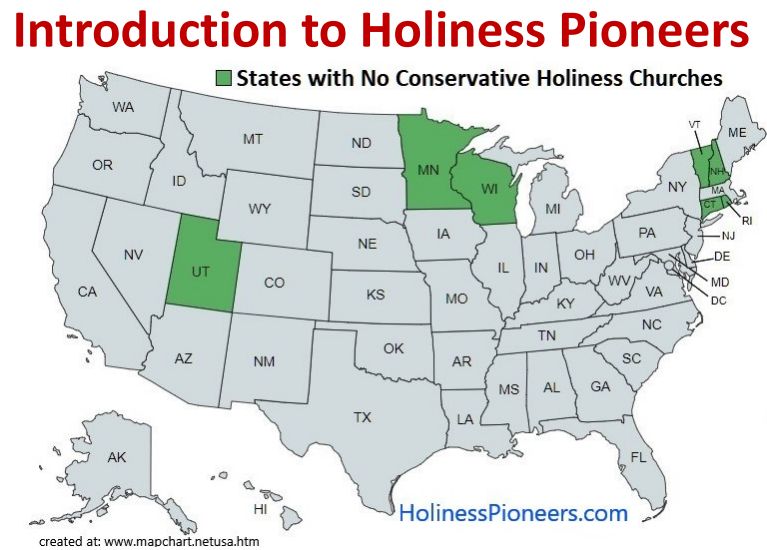 Introduction to Holiness Pioneers
States with No Conservative Holiness Churches
WA
MT
ND
MN
VT
ME
OR
ID
SD
WI
NH
WY
NY
MA
MI
CT
RI
IA
NE
PA
NJ
NV
UT
IL
IN
OH
DE
CO
WV
MD
CA
KS
MO
VA
DC
KY
NC
TN
AZ
NM
OK
AR
SC
MS
AL
GA
TX
LA
AK
FL
HI
HolinessPioneers.com
created at: www.mapchart.netusa.htm